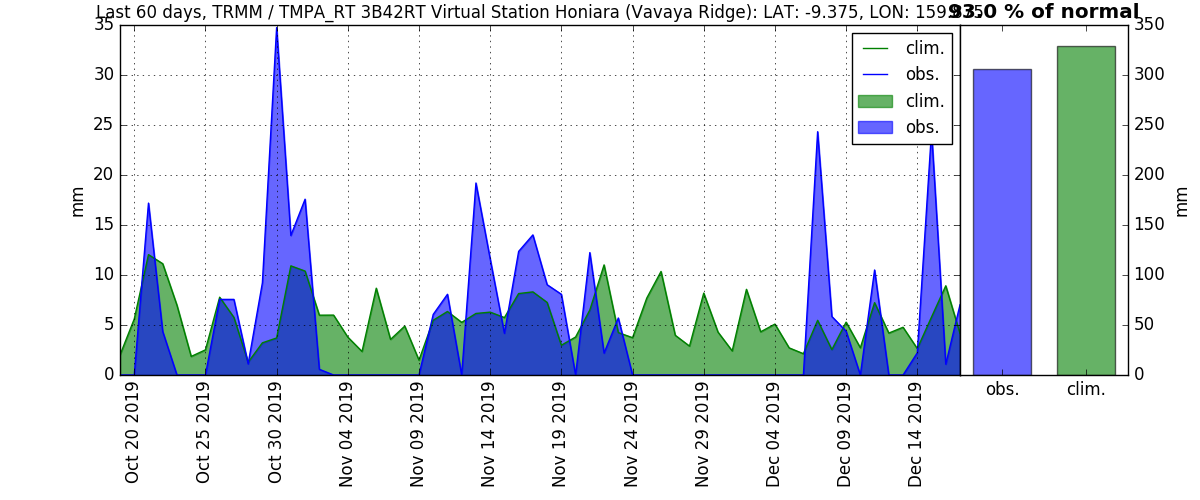 Last 60 days, TRMM / TMPA_RT 3B42RT Virtual Station Honiara (Vavaya Ridge): LAT: -9.375, LON:
93.0 % of normal
35
30
25
20
15
10
5
0
mm
clim.
obs.
clim.
obs.
350
300
250
200
150
100
50
0
mm
obs.
clim.
Oct 20 2019
Oct 25 2019
Oct 30 2019
Nov 04 2019
Nov 09 2019
Nov 14 2019
Nov 19 2019
Nov 24 2019
Nov 29 2019
Dec 04 2019
Dec 09 2019
Dec 14 2019